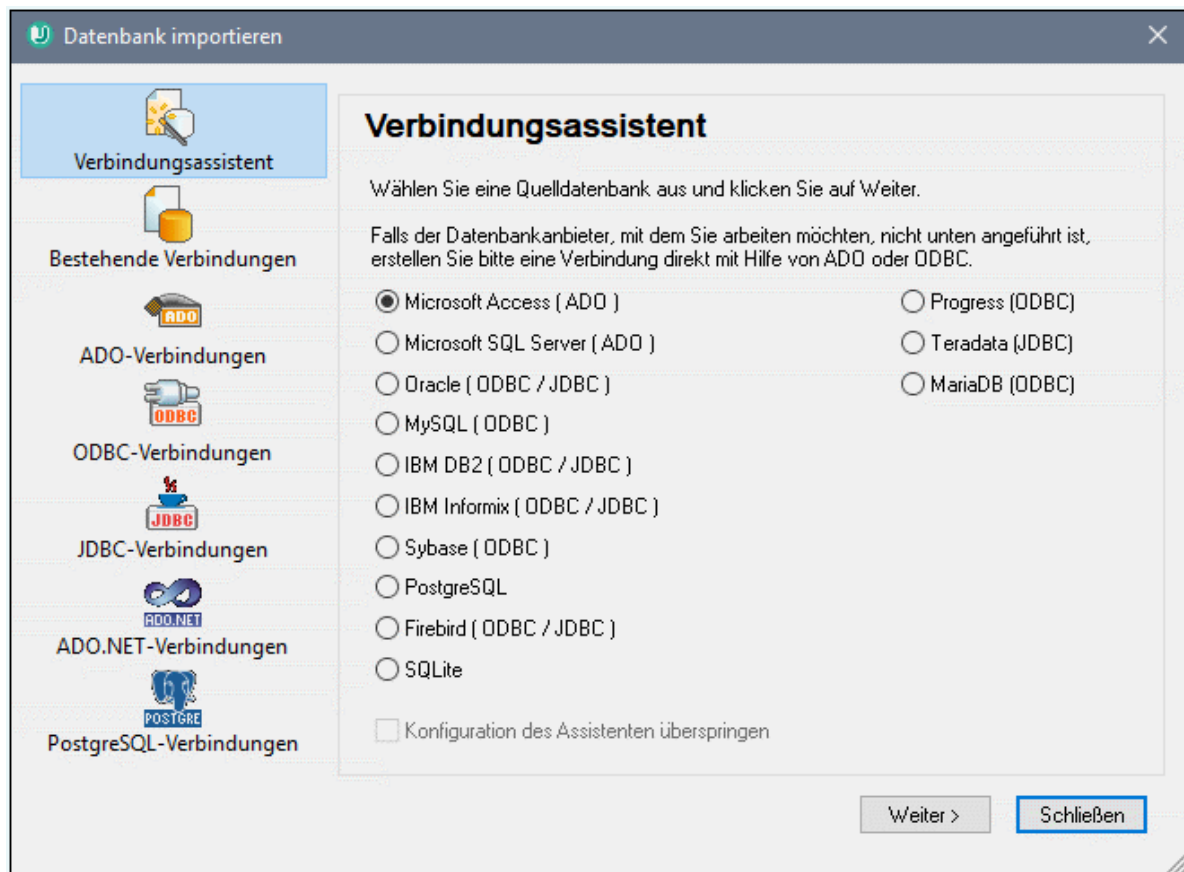 Datenbank importieren
Verbindungsassistent
Bestehende Verbindungen
ADO
ADO-Verbindungen
ODBC
ODBC-Verbindungen
JDBC
JDBC-Verbindungen
ADO.NET
ADO.NET-Verbindungen
POSTGRE
PostgreSQL-Verbindungen
Verbindungsassistent
Wählen Sie eine Quelldatenbank aus und klicken Sie auf Weiter.
Falls der Datenbankanbieter, mit dem Sie arbeiten möchten, nicht unten angeführt ist,
erstellen Sie bitte eine Verbindung direkt mit Hilfe von ADO oder ODBC.
Microsoft Access ( ADO )
Microsoft SQL Server ( ADO )
Oracle ( ODBC / JDBC )
MySQL ( ODBC )
IBM DB2 ( ODBC / JDBC )
IBM Informix ( ODBC / JDBC )
Sybase ( ODBC )
PostgreSQL
Firebird ( ODBC / JDBC )
SQLite
Progress (ODBC)
Teradata (JDBC)
MariaDB (ODBC)
Konfiguration des Assistenten überspringen
Weiter >
Schließen